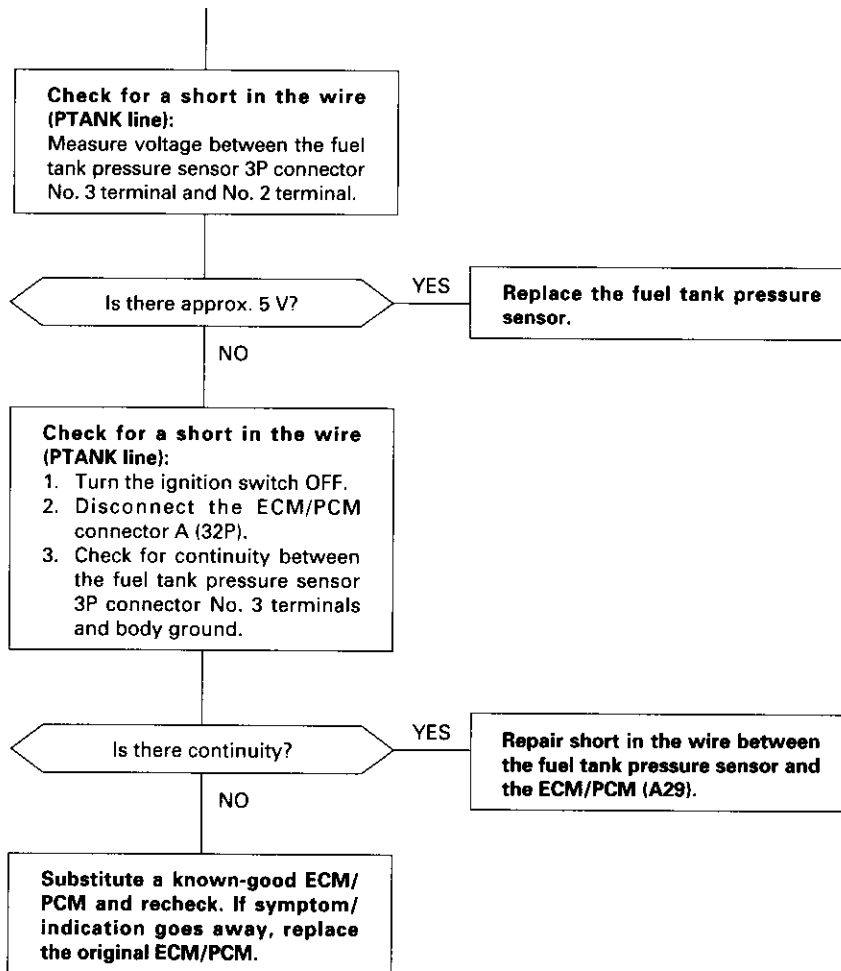 Check for a short in the wire
(PTANK line):
Measure voltage between the fuel
tank pressure sensor 3P connector
No. 3 terminal and No. 2 terminal.
Is there approx. 5 V?
YES
Replace the fuel tank pressure
sensor.
NO
Check for a short in the wire
(PTANK line):
1. Turn the ignition switch OFF.
2. Disconnect the ECM/PCM
connector A (32P).
3. Check for continuity between
the fuel tank pressure sensor
3P connector No. 3 terminals
and body ground.
Is there continuity?
YES
Repair short in the wire between
the fuel tank pressure sensor and
the ECM/PCM (A29).
NO
Substitute a known-good ECM/
PCM and recheck. If symptom/
indication goes away, replace
the original ECM/PCM.